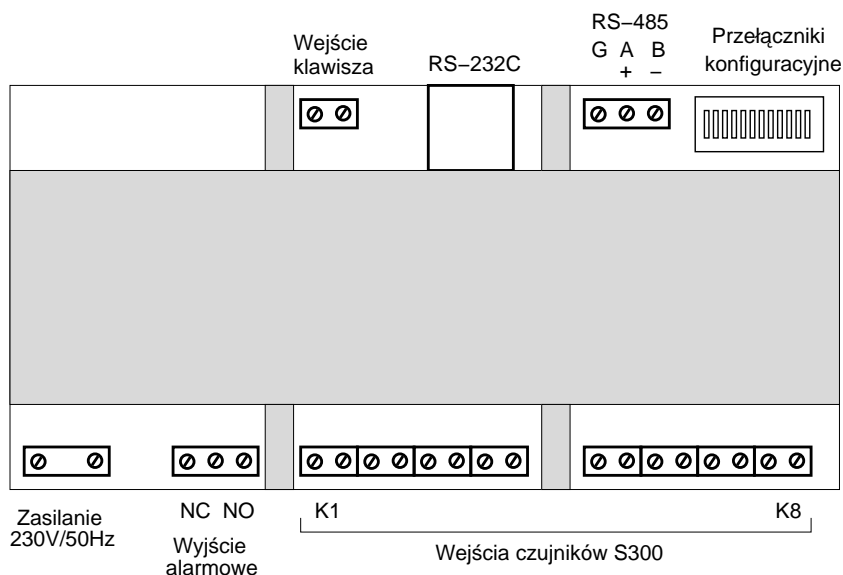 RS−485
Wejście
klawisza
RS−232C
G A B
+ −
Przełączniki
konfiguracyjne
Zasilanie
230V/50Hz
NC NO
Wyjście
alarmowe
K1
K8
Wejścia czujników S300